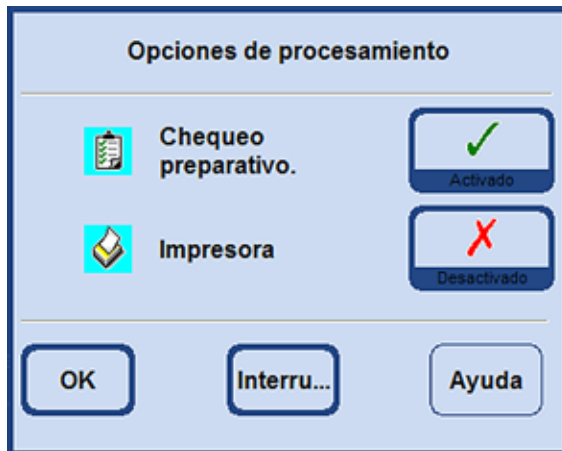 Opciones de procesamiento
Chequeo
preparativo.
Activado
Impresora
Desactivado
OK
Interru...
Ayuda